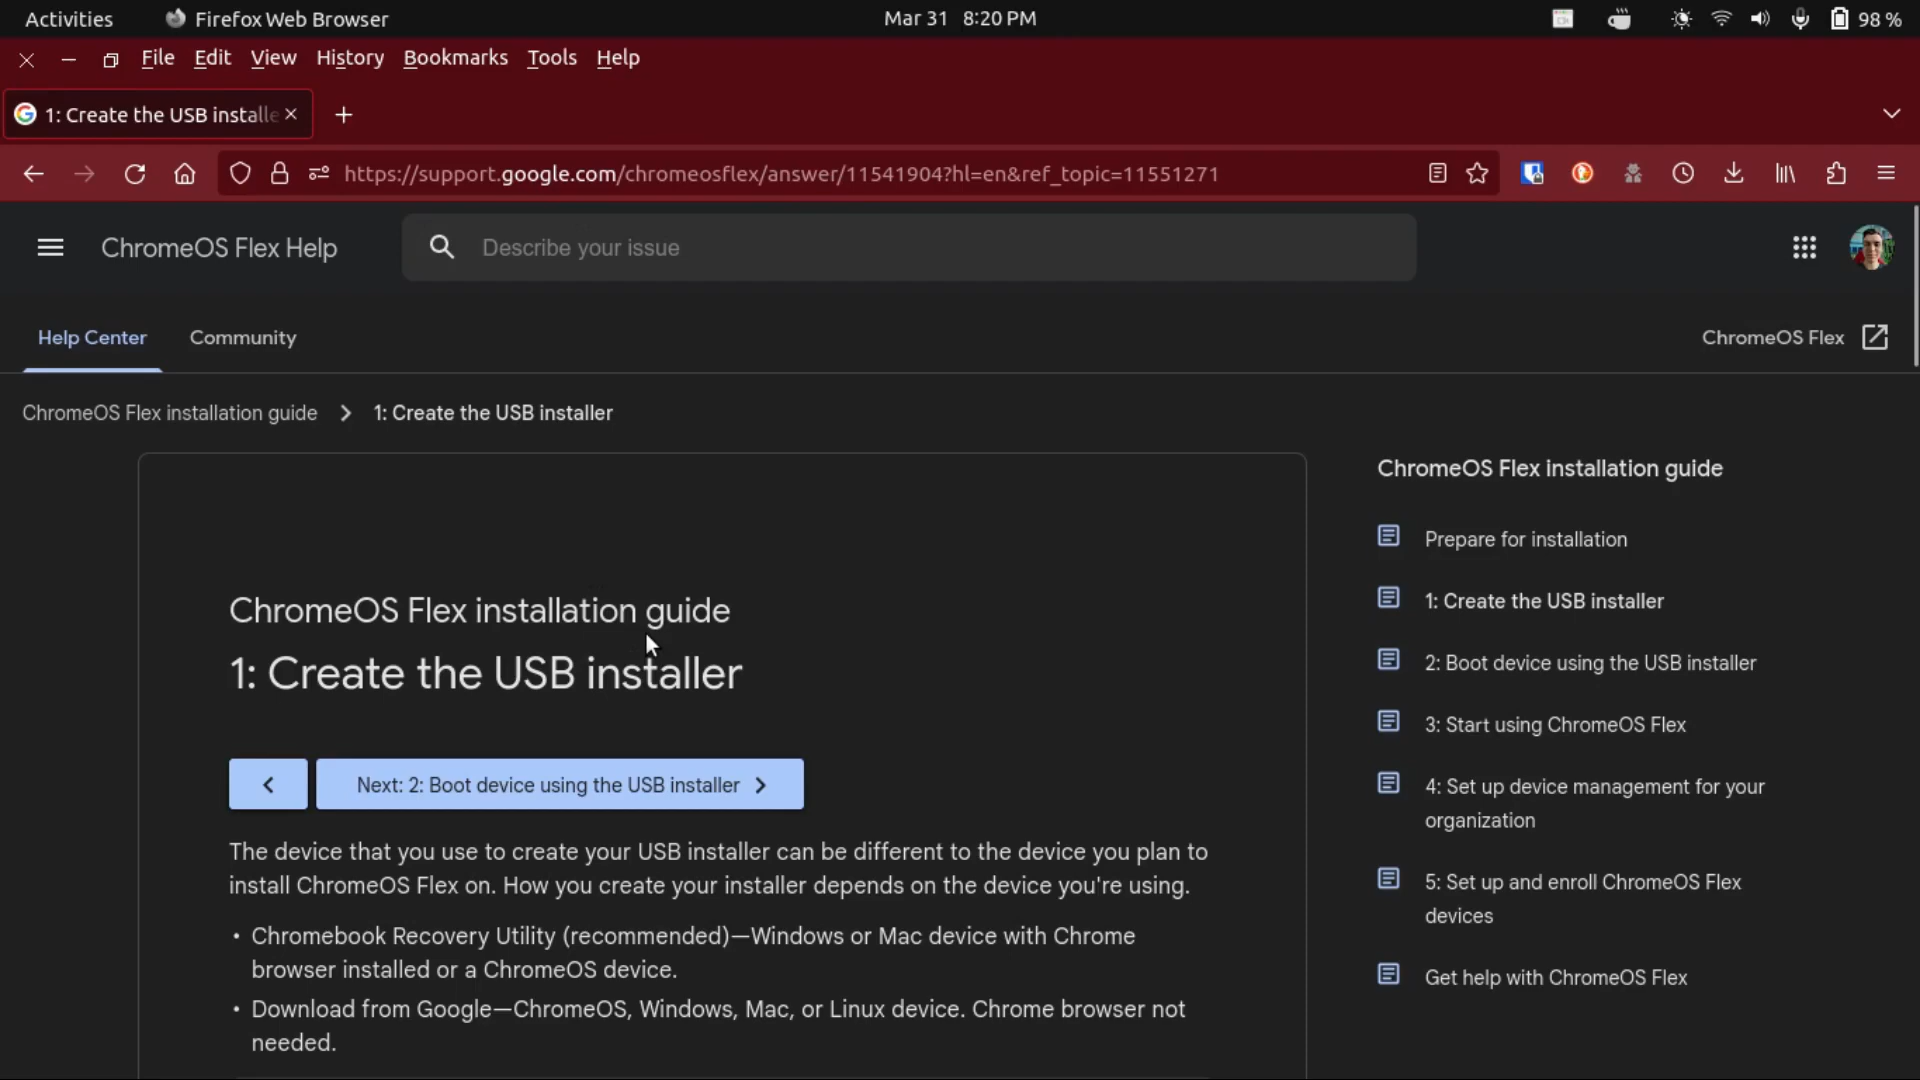 Activities
Firefox Web Browser
Mar 31 8:20 PM
98 %
File Edit View History Bookmarks Tools Help
1: Create the USB installe
https://support.google.com/chromeosflex/answer/11541904?hl=en&ref_topic=11551271
ChromeOS Flex Help
Describe your issue
Help Center
Community
ChromeOS Flex
ChromeOS Flex installation guide
1: Create the USB installer
ChromeOS Flex installation guide
1: Create the USB installer
Next: 2: Boot device using the USB installer
The device that you use to create your USB installer can be different to the device you plan to
install ChromeOS Flex on. How you create your installer depends on the device you're using.
• Chromebook Recovery Utility (recommended)—Windows or Mac device with Chrome
browser installed or a ChromeOS device.
• Download from Google—ChromeOS, Windows, Mac, or Linux device. Chrome browser not
needed.
ChromeOS Flex installation guide
Prepare for installation
1: Create the USB installer
2: Boot device using the USB installer
3: Start using ChromeOS Flex
4: Set up device management for your
organization
5: Set up and enroll ChromeOS Flex
devices
Get help with ChromeOS Flex